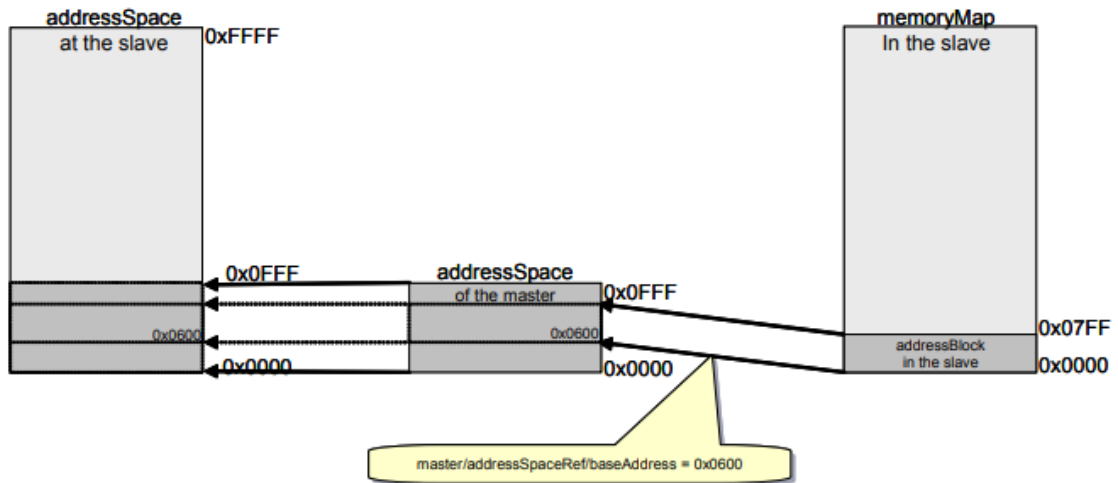 addressSpace
at the slave
0xFFFF
memoryMap
In the slave
0x0FFF
addressSpace
of the master
0x0FFF
0x0600
0x0600
0x0000
0x0000
0x07FF
addressBlock
in the slave
0x0000
master/addressSpaceRef/baseAddress = 0x0600